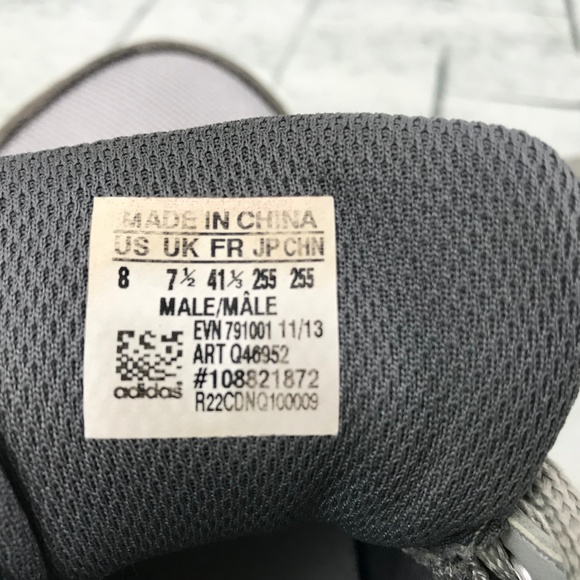 MADE IN CHINA
US UK FR JP CHN
8 7½ 41⅓ 255 255
MALE/MÂLE
EVN 791001 11/13
ART Q46952
#108821872
adidas
R22CDNQ100009